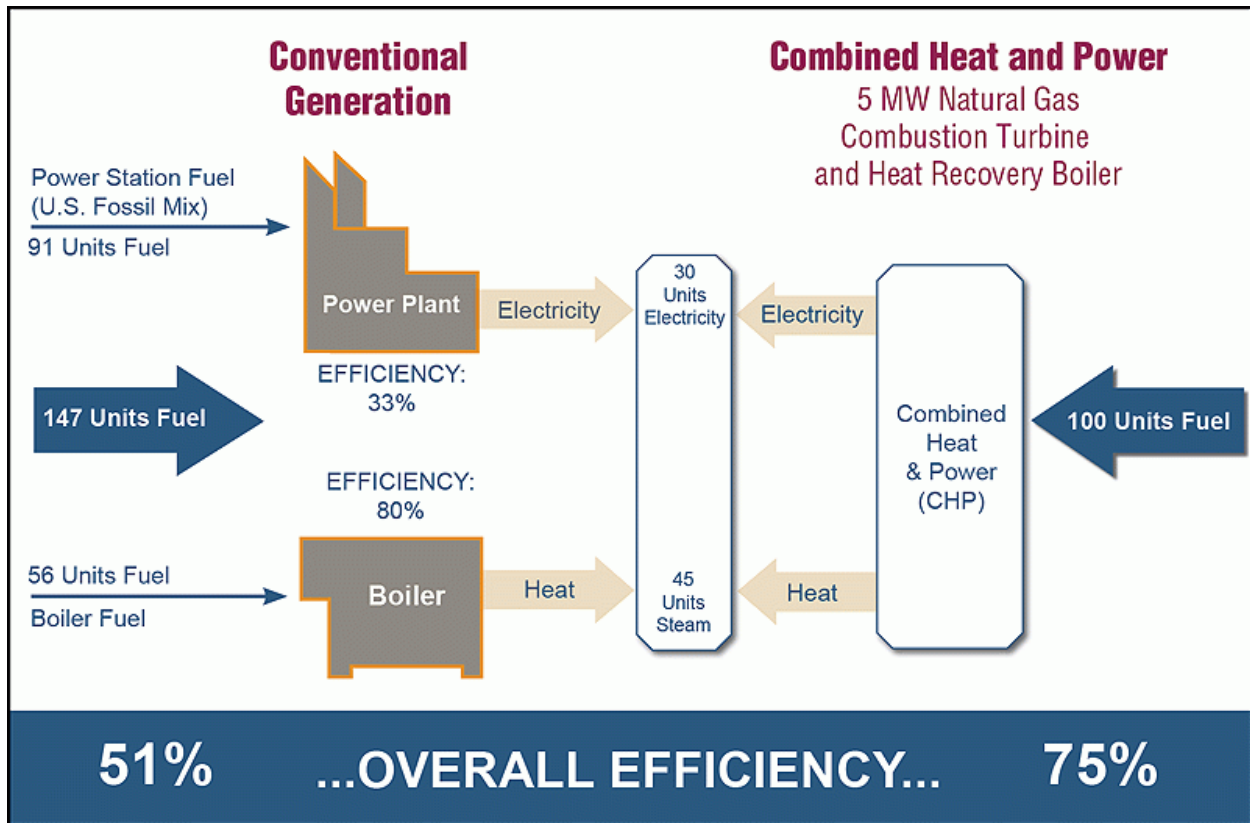 Conventional
Generation
Combined Heat and Power
5 MW Natural Gas
Combustion Turbine
and Heat Recovery Boiler
Power Station Fuel
(U.S. Fossil Mix)
91 Units Fuel
Power Plant
EFFICIENCY:
33%
Electricity
30
Units
Electricity
Electricity
147 Units Fuel
Combined
Heat
& Power
(CHP)
100 Units Fuel
EFFICIENCY:
80%
56 Units Fuel
Boiler Fuel
Boiler
Heat
45
Units
Steam
Heat
51% ...OVERALL EFFICIENCY... 75%